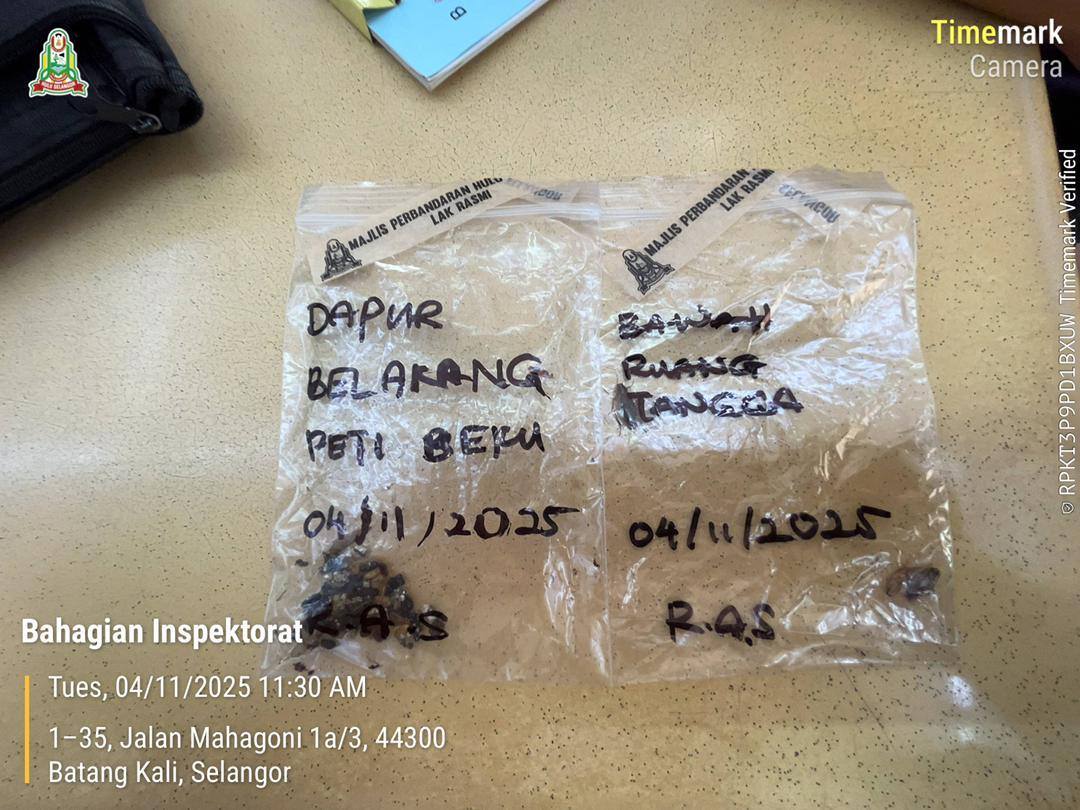 Timemark
Camera
HULU SELANGOR
B
MAJLIS PERBANDARAN HULU
LAK RASMI
MAJLIS PERBANDARAN
LAK RASMI
DAPUR
BELAKANG
PETI BEKU
04/11/2025
R.A.S
BAWAH
RUANG
TANGGA
04/11/2025
R.A.S
Bahagian Inspektorat
Tues, 04/11/2025 11:30 AM
1–35, Jalan Mahagoni 1a/3, 44300
Batang Kali, Selangor
© RPKT3P9PD1BXUW Timemark Verified